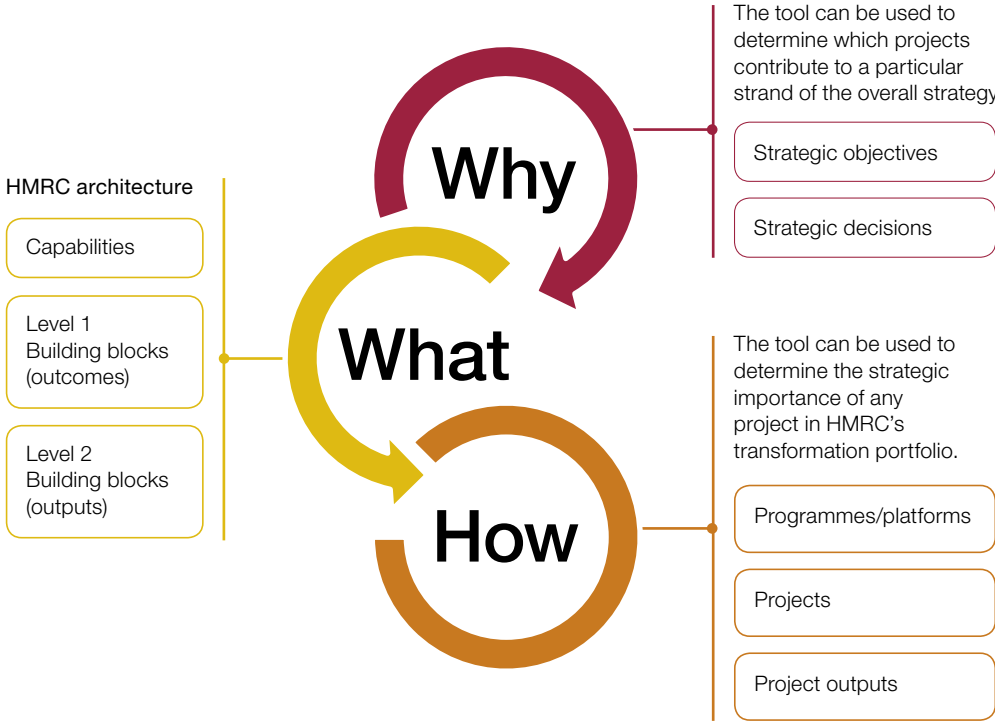 The tool can be used to
determine which projects
contribute to a particular
strand of the overall strategy
Why
Strategic objectives
Strategic decisions
HMRC architecture
Capabilities
Level 1
Building blocks
(outcomes)
Level 2
Building blocks
(outputs)
What
The tool can be used to
determine the strategic
importance of any
project in HMRC’s
transformation portfolio.
How
Programmes/platforms
Projects
Project outputs